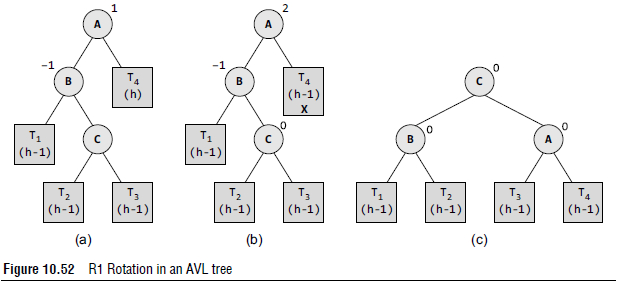 1
A
-1
B
T4
(h)
T1
(h-1)
C
T2
(h-1)
T3
(h-1)
(a)
2
A
-1
B
T4
(h-1)
X
0
T1
(h-1)
C
T2
(h-1)
T3
(h-1)
(b)
0
C
0
B
0
A
T1
(h-1)
T2
(h-1)
T3
(h-1)
T4
(h-1)
(c)
Figure 10.52 R1 Rotation in an AVL tree